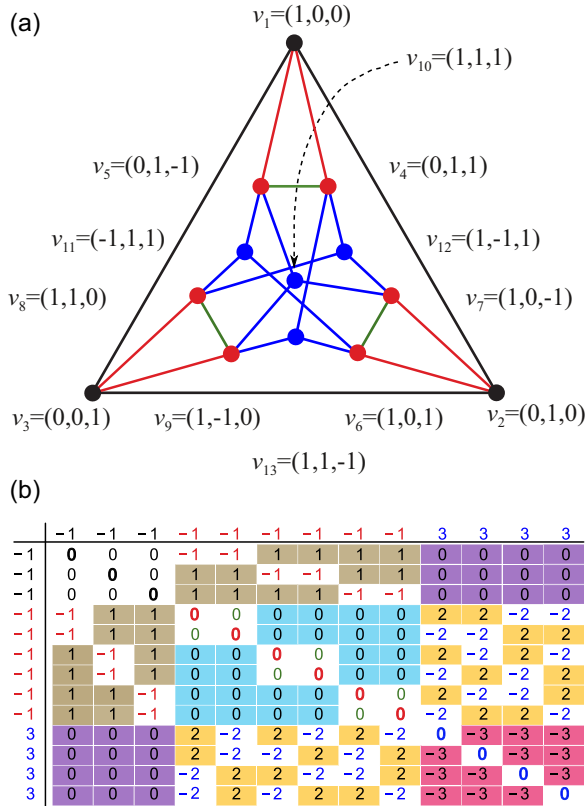 (a)
v1=(1,0,0)
v10=(1,1,1)
v5=(0,1,-1)
v4=(0,1,1)
v11=(-1,1,1)
v12=(1,-1,1)
v8=(1,1,0)
v7=(1,0,-1)
v3=(0,0,1)
v9=(1,-1,0)
v6=(1,0,1)
v2=(0,1,0)
v13=(1,1,-1)
(b)
−1 −1 −1 −1 −1 −1 −1 −1 −1 3 3 3 3
−1 0 0 0 −1 −1 1 1 1 1 0 0 0 0
−1 0 0 0 1 1 −1 −1 1 1 0 0 0 0
−1 0 0 0 1 1 1 1 −1 −1 0 0 0 0
−1 −1 1 1 0 0 0 0 0 0 2 2 −2 −2
−1 −1 1 1 0 0 0 0 0 0 −2 −2 2 2
−1 1 −1 1 0 0 0 0 0 0 2 −2 2 −2
−1 1 −1 1 0 0 0 0 0 0 −2 2 −2 2
−1 1 1 −1 0 0 0 0 0 0 2 −2 −2 2
−1 1 1 −1 0 0 0 0 0 0 −2 2 2 −2
3 0 0 0 2 −2 2 −2 2 −2 0 −3 −3 −3
3 0 0 0 2 −2 −2 2 −2 2 −3 0 −3 −3
3 0 0 0 −2 2 2 −2 −2 2 −3 −3 0 −3
3 0 0 0 −2 2 −2 2 2 −2 −3 −3 −3 0